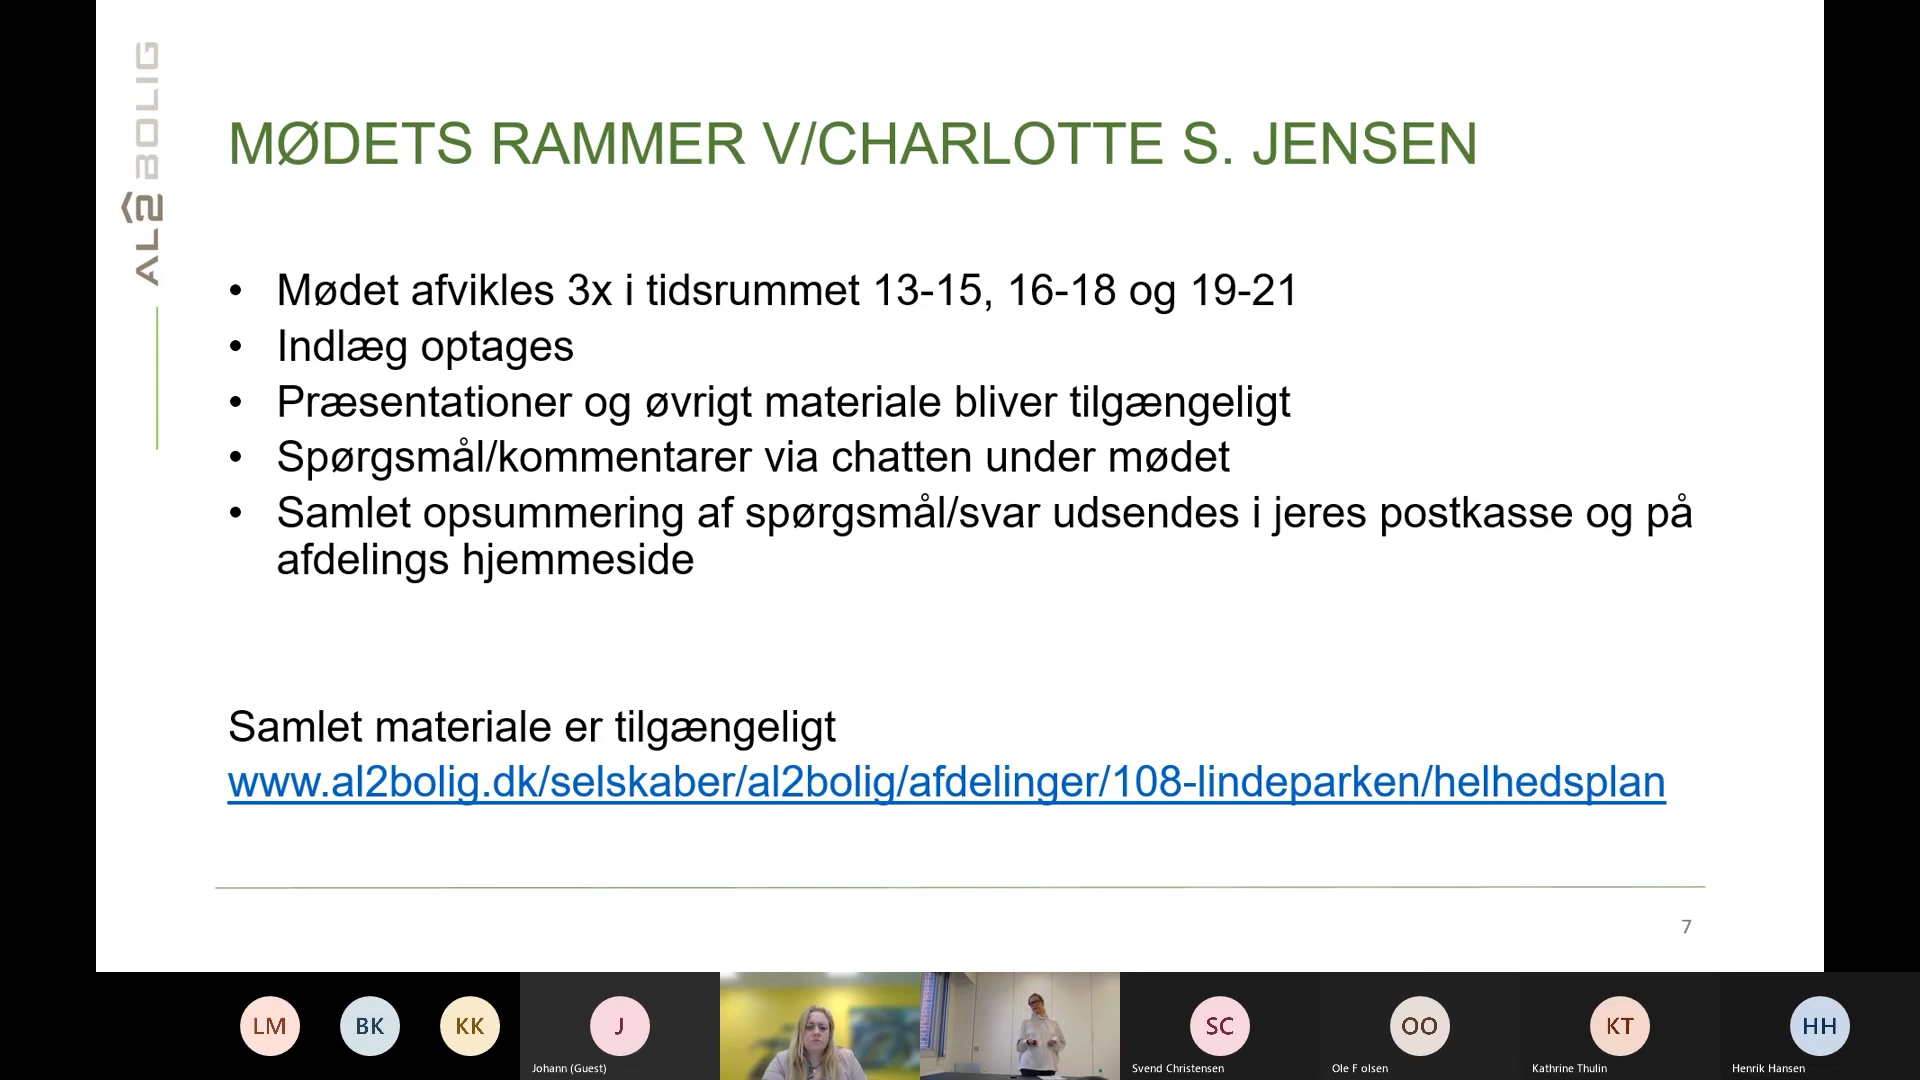 AL2BOLIG
MØDETS RAMMER V/CHARLOTTE S. JENSEN
• Mødet afvikles 3x i tidsrummet 13-15, 16-18 og 19-21
• Indlæg optages
• Præsentationer og øvrigt materiale bliver tilgængeligt
• Spørgsmål/kommentarer via chatten under mødet
• Samlet opsummering af spørgsmål/svar udsendes i jeres postkasse og på
afdelings hjemmeside
Samlet materiale er tilgængeligt
www.al2bolig.dk/selskaber/al2bolig/afdelinger/108-lindeparken/helhedsplan
7
LM
BK
KK
J
SC
OO
KT
HH
Johann (Guest)
Svend Christensen
Ole F olsen
Kathrine Thulin
Henrik Hansen